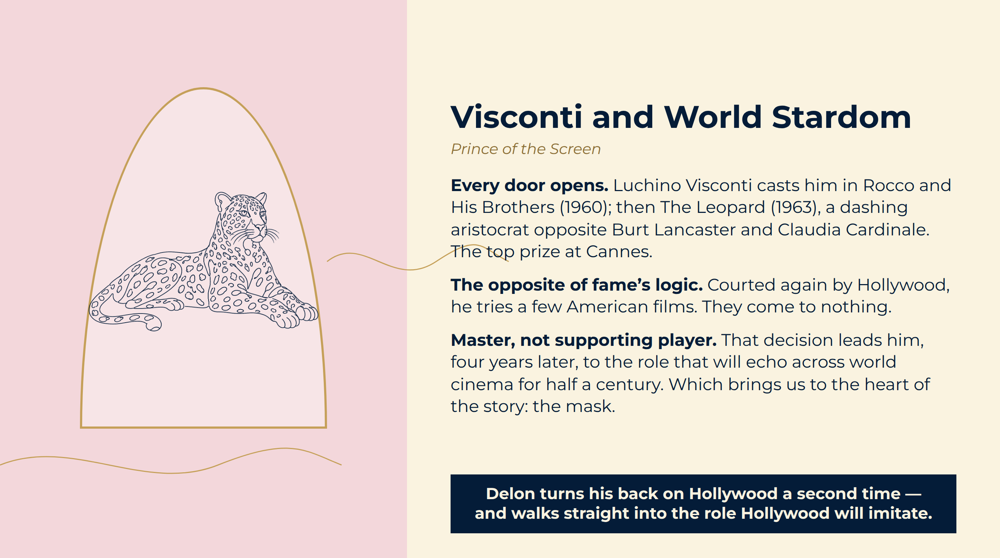 Visconti and World Stardom
Prince of the Screen
Every door opens. Luchino Visconti casts him in Rocco and
His Brothers (1960); then The Leopard (1963), a dashing
aristocrat opposite Burt Lancaster and Claudia Cardinale.
The top prize at Cannes.
The opposite of fame’s logic. Courted again by Hollywood,
he tries a few American films. They come to nothing.
Master, not supporting player. That decision leads him,
four years later, to the role that will echo across world
cinema for half a century. Which brings us to the heart of
the story: the mask.
Delon turns his back on Hollywood a second time —
and walks straight into the role Hollywood will imitate.